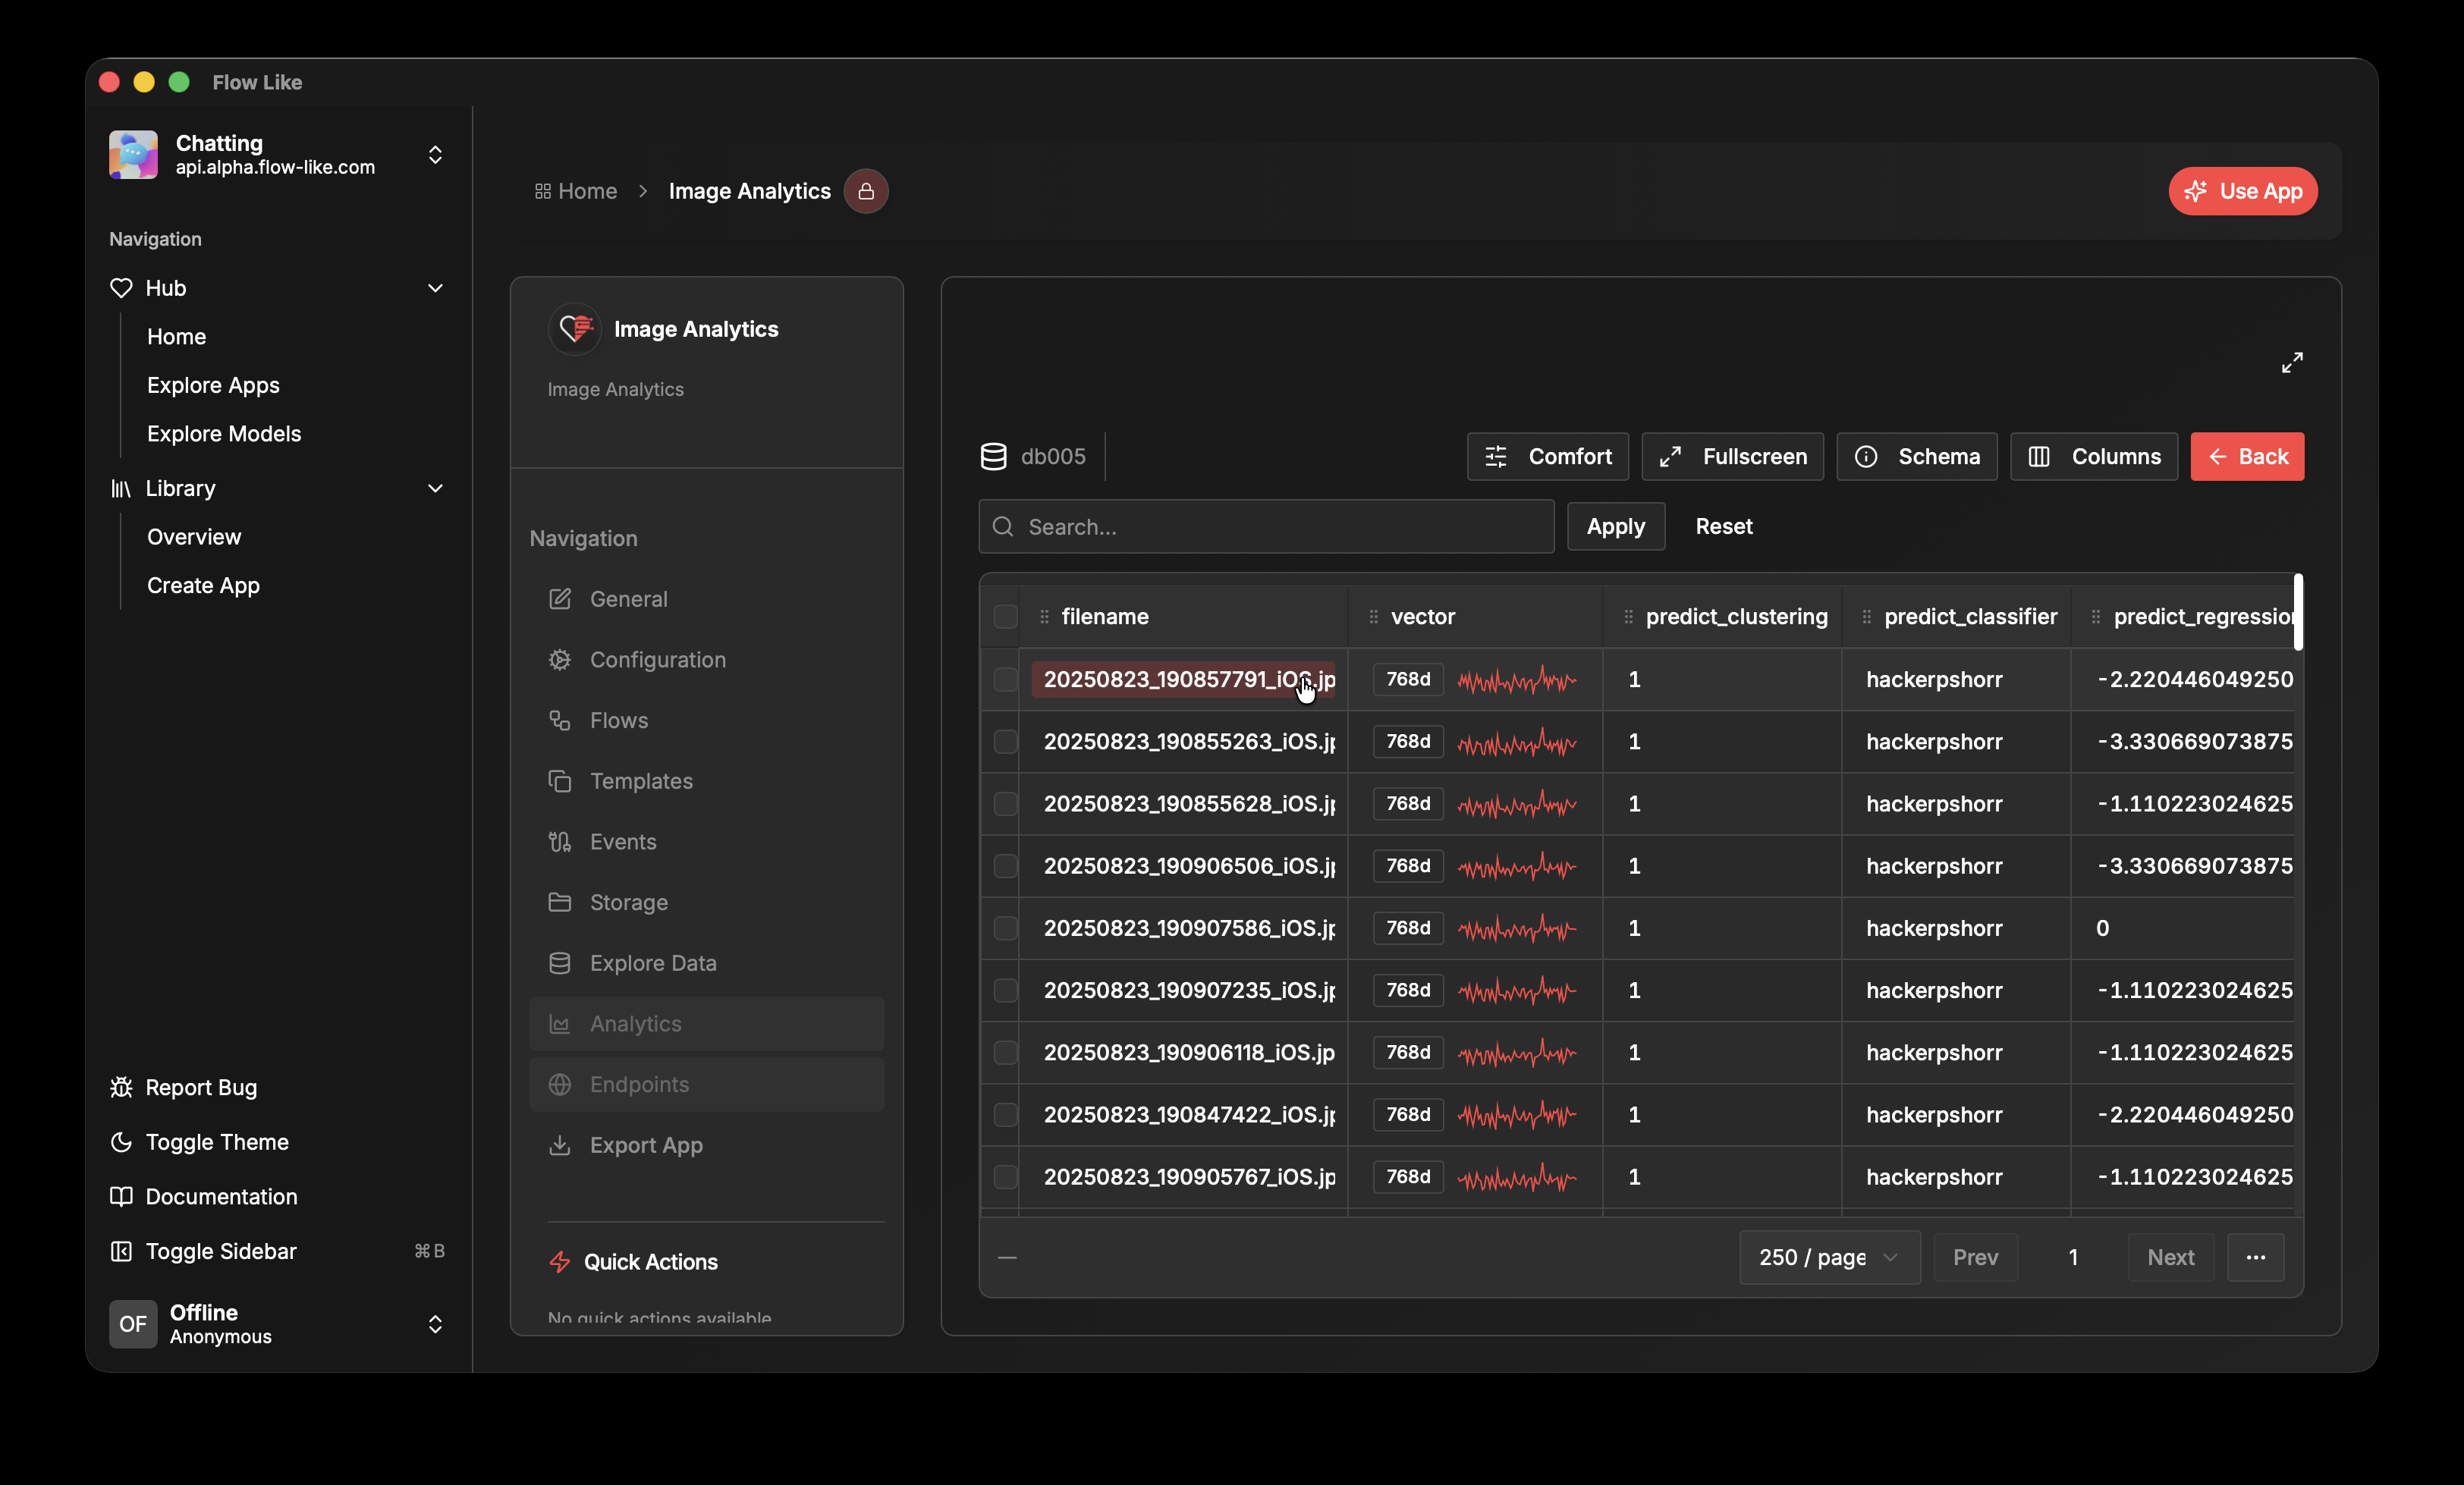 Flow Like
Chatting
api.alpha.flow-like.com
Navigation
Hub
Home
Explore Apps
Explore Models
Library
Overview
Create App
Report Bug
Toggle Theme
Documentation
Toggle Sidebar ⌘B
OF
Offline
Anonymous
Home > Image Analytics
Use App
Image Analytics
Image Analytics
Navigation
General
Configuration
Flows
Templates
Events
Storage
Explore Data
Analytics
Endpoints
Export App
Quick Actions
No quick actions available
db005
Comfort
Fullscreen
Schema
Columns
Back
Search...
Apply
Reset
filename vector predict_clustering predict_classifier predict_regression
20250823_190857791_iOS.jp 768d 1 hackerpshorr -2.220446049250
20250823_190855263_iOS.jp 768d 1 hackerpshorr -3.330669073875
20250823_190855628_iOS.jp 768d 1 hackerpshorr -1.110223024625
20250823_190906506_iOS.jp 768d 1 hackerpshorr -3.330669073875
20250823_190907586_iOS.jp 768d 1 hackerpshorr 0
20250823_190907235_iOS.jp 768d 1 hackerpshorr -1.110223024625
20250823_190906118_iOS.jp 768d 1 hackerpshorr -1.110223024625
20250823_190847422_iOS.jp 768d 1 hackerpshorr -2.220446049250
20250823_190905767_iOS.jp 768d 1 hackerpshorr -1.110223024625
—
250 / page
Prev
1
Next
...